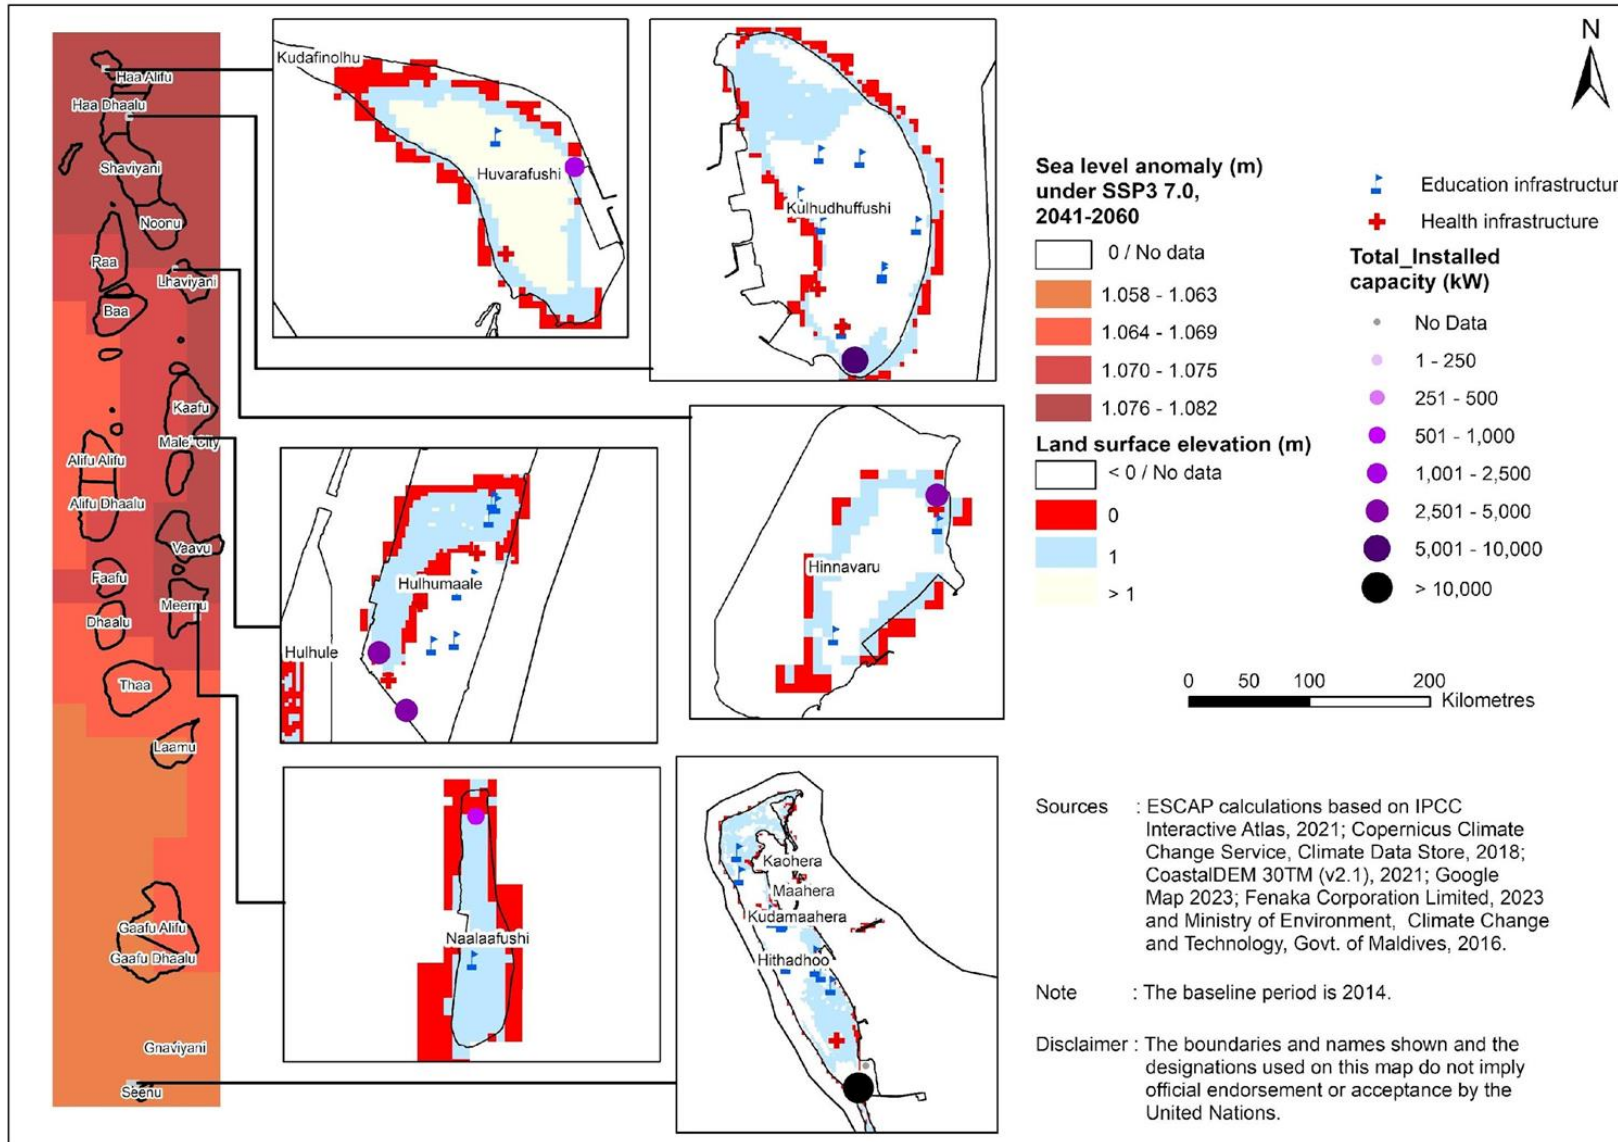 Haa Alifu
Haa Dhaalu
Shaviyani
Noonu
Raa
Lhaviyani
Baa
Kaafu
Male' City
Alifu Alifu
Alifu Dhaalu
Vaavu
Faafu
Meemu
Dhaalu
Thaa
Laamu
Gaafu Alifu
Gaafu Dhaalu
Gnaviyani
Seenu
Kudafinolhu
Huvarafushi
Kulhudhuffushi
Hulhumaale
Hulhule
Hinnavaru
Naalaafushi
Kaohera
Maahera
Kudamaahera
Hithadhoo
N
Sea level anomaly (m)
under SSP3 7.0,
2041-2060
0 / No data
1.058 - 1.063
1.064 - 1.069
1.070 - 1.075
1.076 - 1.082
Land surface elevation (m)
< 0 / No data
0
1
> 1
Education infrastructur
Health infrastructure
Total_Installed
capacity (kW)
No Data
1 - 250
251 - 500
501 - 1,000
1,001 - 2,500
2,501 - 5,000
5,001 - 10,000
> 10,000
0 50 100 200
Kilometres
Sources : ESCAP calculations based on IPCC
Interactive Atlas, 2021; Copernicus Climate
Change Service, Climate Data Store, 2018;
CoastalDEM 30TM (v2.1), 2021; Google
Map 2023; Fenaka Corporation Limited, 2023
and Ministry of Environment, Climate Change
and Technology, Govt. of Maldives, 2016.
Note : The baseline period is 2014.
Disclaimer : The boundaries and names shown and the
designations used on this map do not imply
official endorsement or acceptance by the
United Nations.